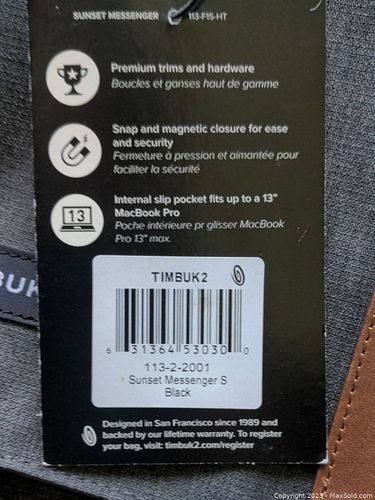 SUNSET MESSENGER 113-F15-HT
Premium trims and hardware
Boucles et ganses haut de gamme
Snap and magnetic closure for ease
and security
Fermeture à pression et aimantée pour
faciliter la sécurité
13
Internal slip pocket fits up to a 13"
MacBook Pro
Poche intérieure pr glisser MacBook
Pro 13" max.
BUK
TIMBUK2
6 31364 53030 0
113-2-2001
Sunset Messenger S
Black
Designed in San Francisco since 1989 and
backed by our lifetime warranty. To register
your bag, visit: timbuk2.com/register
Copyright 2023 - MaxSold.com